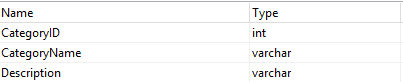 Name Type
CategoryID int
CategoryName varchar
Description varchar